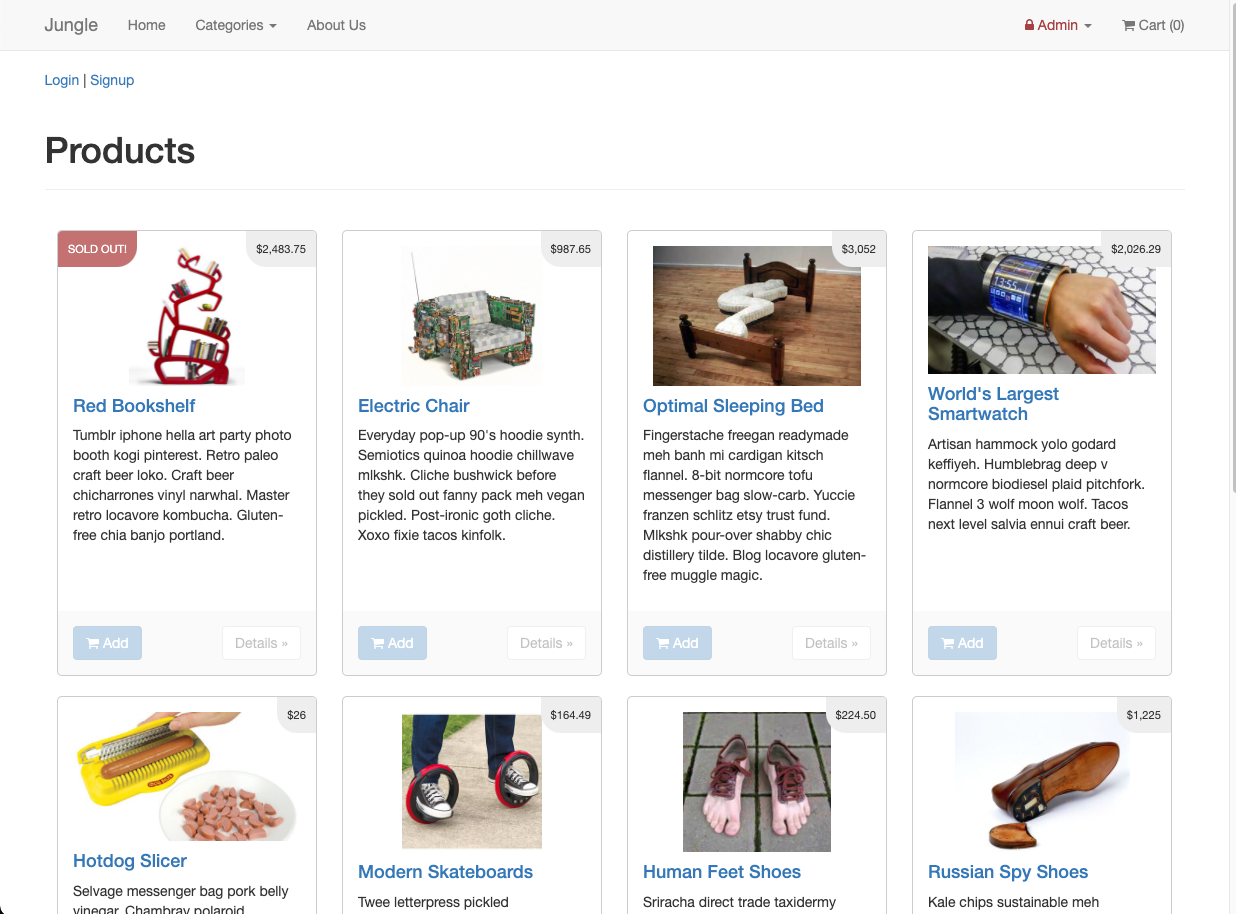 Jungle Home Categories About Us Admin Cart (0)
Login | Signup
Products
SOLD OUT! $2,483.75
Red Bookshelf
Tumblr iphone hella art party photo
booth kogi pinterest. Retro paleo
craft beer loko. Craft beer
chicharrones vinyl narwhal. Master
retro locavore kombucha. Gluten-
free chia banjo portland.
Add Details »
$987.65
Electric Chair
Everyday pop-up 90's hoodie synth.
Semiotics quinoa hoodie chillwave
mlkshk. Cliche bushwick before
they sold out fanny pack meh vegan
pickled. Post-ironic goth cliche.
Xoxo fixie tacos kinfolk.
Add Details »
$3,052
Optimal Sleeping Bed
Fingerstache freegan readymade
meh banh mi cardigan kitsch
flannel. 8-bit normcore tofu
messenger bag slow-carb. Yuccie
franzen schlitz etsy trust fund.
Mlkshk pour-over shabby chic
distillery tilde. Blog locavore gluten-
free muggle magic.
Add Details »
$2,026.29
13:55
World's Largest
Smartwatch
Artisan hammock yolo godard
keffiyeh. Humblebrag deep v
normcore biodiesel plaid pitchfork.
Flannel 3 wolf moon wolf. Tacos
next level salvia ennui craft beer.
Add Details »
$26
Hotdog Slicer
Selvage messenger bag pork belly
vinegar. Chambray polaroid
$164.49
Modern Skateboards
Twee letterpress pickled
$224.50
Human Feet Shoes
Sriracha direct trade taxidermy
$1,225
Russian Spy Shoes
Kale chips sustainable meh